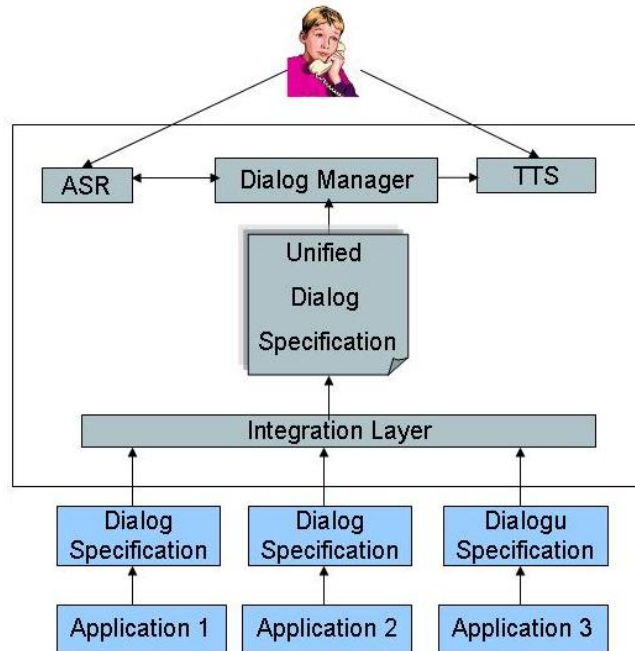 ASR
Dialog Manager
TTS
Unified
Dialog
Specification
Integration Layer
Dialog
Specification
Dialog
Specification
Dialogu
Specification
Application 1
Application 2
Application 3